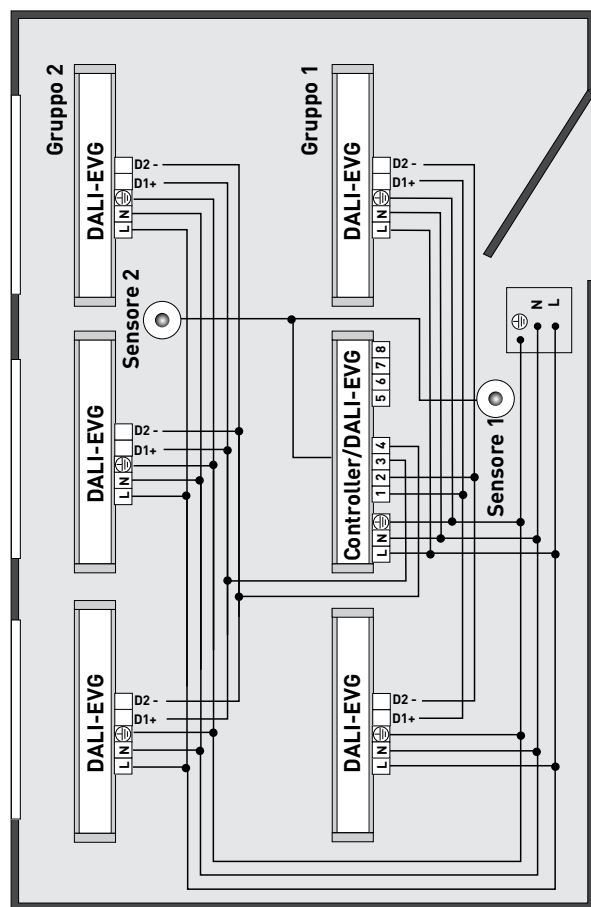 Gruppo 2
DALI-EVG
D2 -
D1+
N
L
Gruppo 1
DALI-EVG
D2 -
D1+
N
L
N
L
Sensore 2
DALI-EVG
D2 -
D1+
N
L
Controller/DALI-EVG
8
7
6
5
4
3
2
1
N
L
Sensore 1
DALI-EVG
D2 -
D1+
N
L
DALI-EVG
D2 -
D1+
N
L